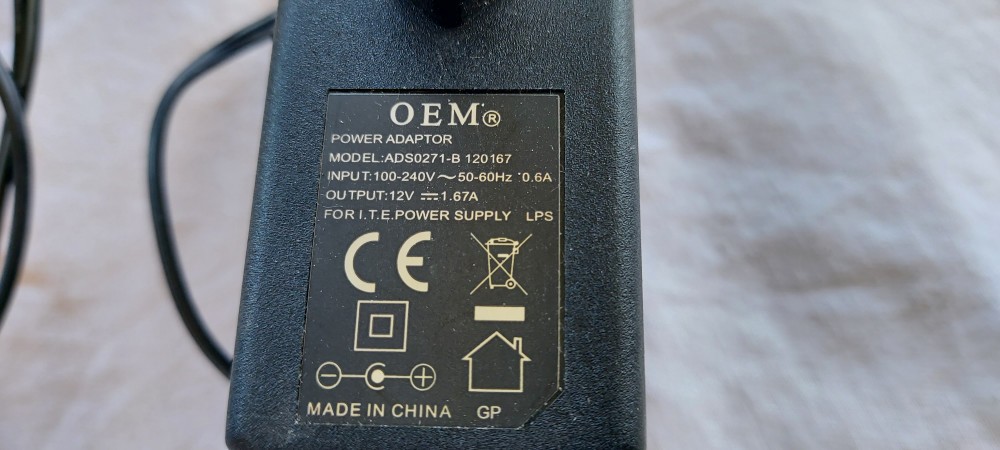 OEM®
POWER ADAPTOR
MODEL:ADS0271-B 120167
INPUT:100-240V ~ 50-60Hz 0.6A
OUTPUT:12V ⎓ 1.67A
FOR I.T.E.POWER SUPPLY LPS
CE
MADE IN CHINA GP